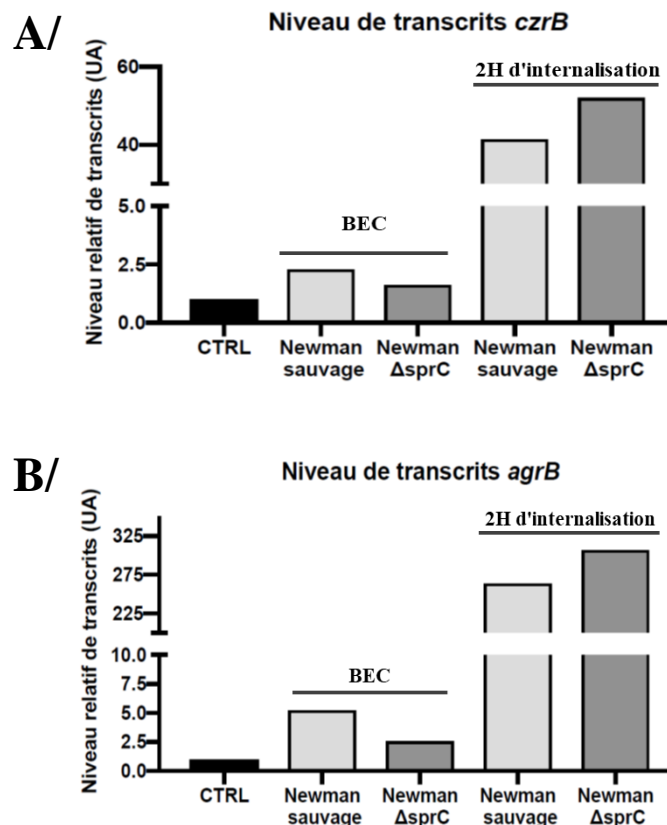 A/
Niveau de transcrits czrB
Niveau relatif de transcrits (UA)
60
40
5.0
2.5
0.0
2H d'internalisation
BEC
CTRL
Newman sauvage
Newman ΔsprC
Newman sauvage
Newman ΔsprC
B/
Niveau de transcrits agrB
Niveau relatif de transcrits (UA)
325
275
225
10.0
7.5
5.0
2.5
0.0
2H d'internalisation
BEC
CTRL
Newman sauvage
Newman ΔsprC
Newman sauvage
Newman ΔsprC